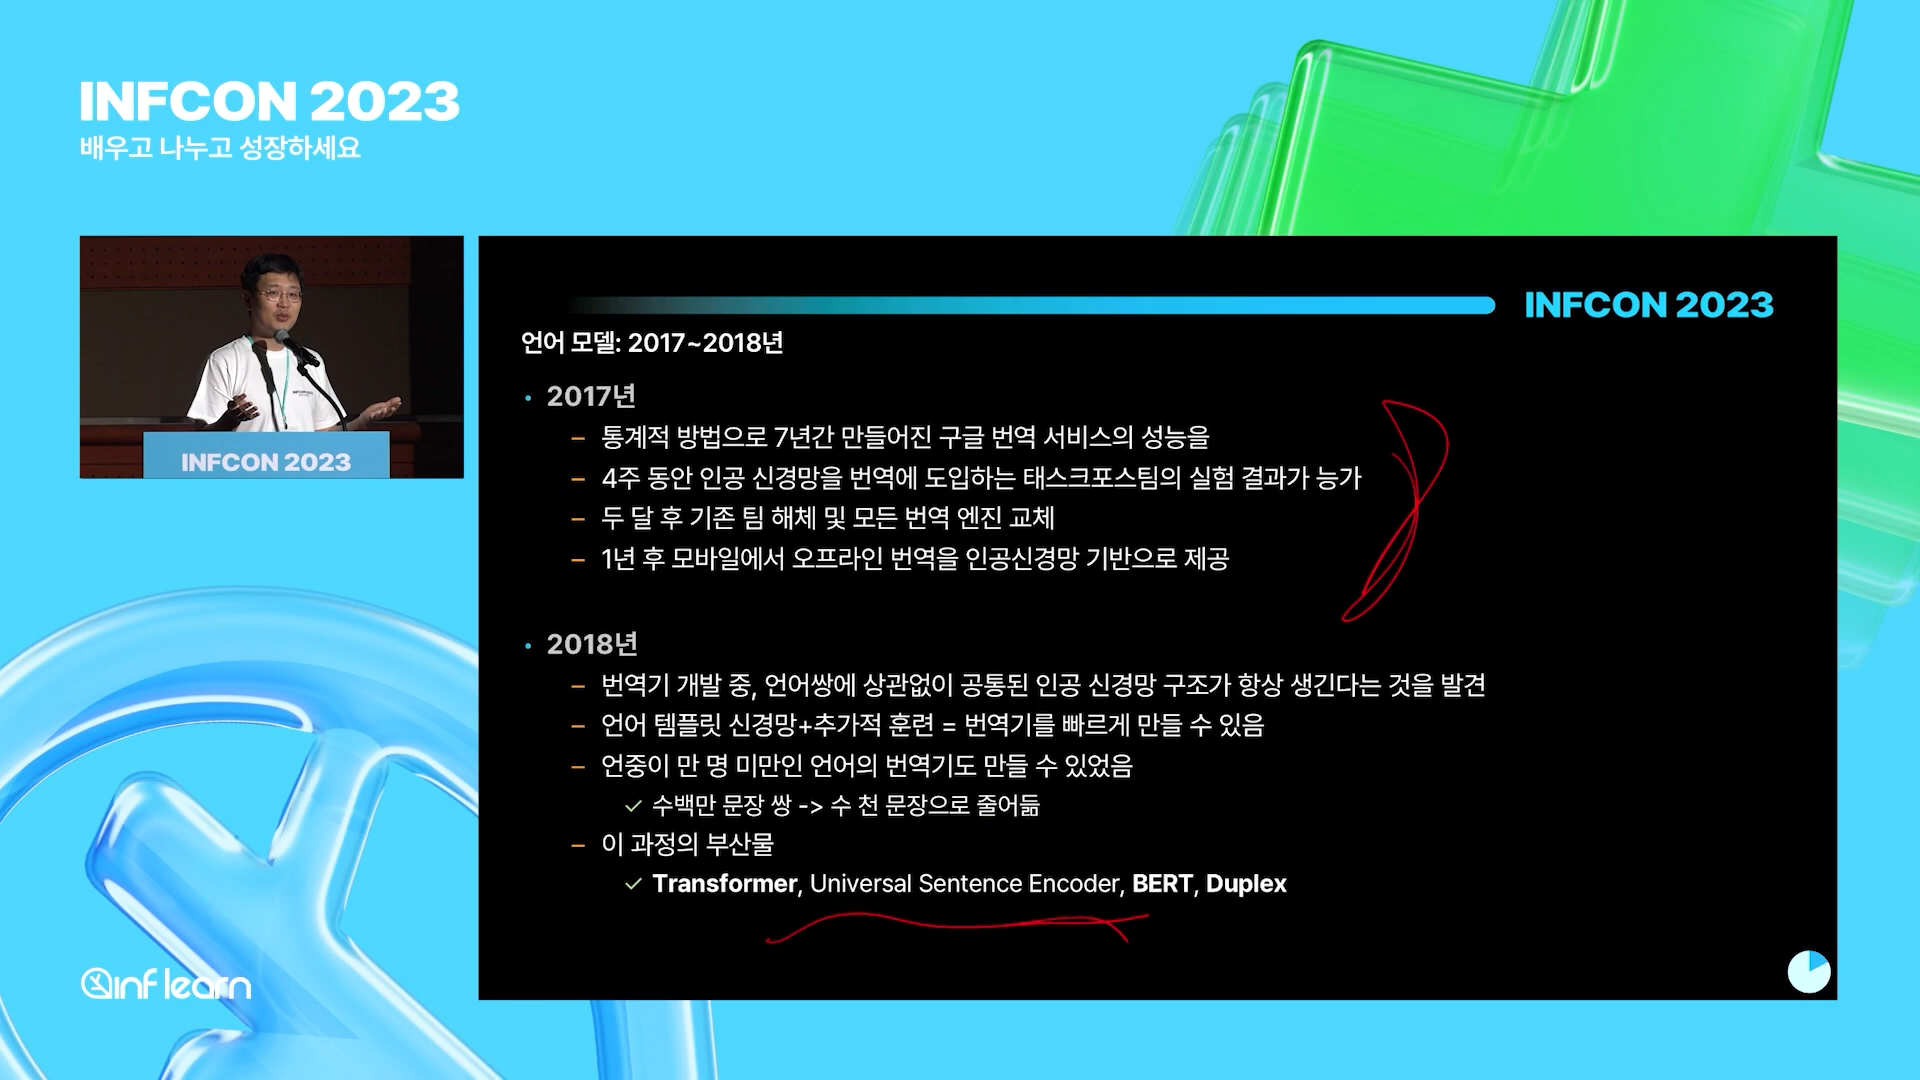 INFCON 2023
배우고 나누고 성장하세요
INFCON 2023
INFCON 2023
언어 모델: 2017~2018년
• 2017년
– 통계적 방법으로 7년간 만들어진 구글 번역 서비스의 성능을
– 4주 동안 인공 신경망을 번역에 도입하는 태스크포스팀의 실험 결과가 능가
– 두 달 후 기존 팀 해체 및 모든 번역 엔진 교체
– 1년 후 모바일에서 오프라인 번역을 인공신경망 기반으로 제공
• 2018년
– 번역기 개발 중, 언어쌍에 상관없이 공통된 인공 신경망 구조가 항상 생긴다는 것을 발견
– 언어 템플릿 신경망+추가적 훈련 = 번역기를 빠르게 만들 수 있음
– 언중이 만 명 미만인 언어의 번역기도 만들 수 있었음
✓ 수백만 문장 쌍 -> 수 천 문장으로 줄어듦
– 이 과정의 부산물
✓ Transformer, Universal Sentence Encoder, BERT, Duplex
inflearn